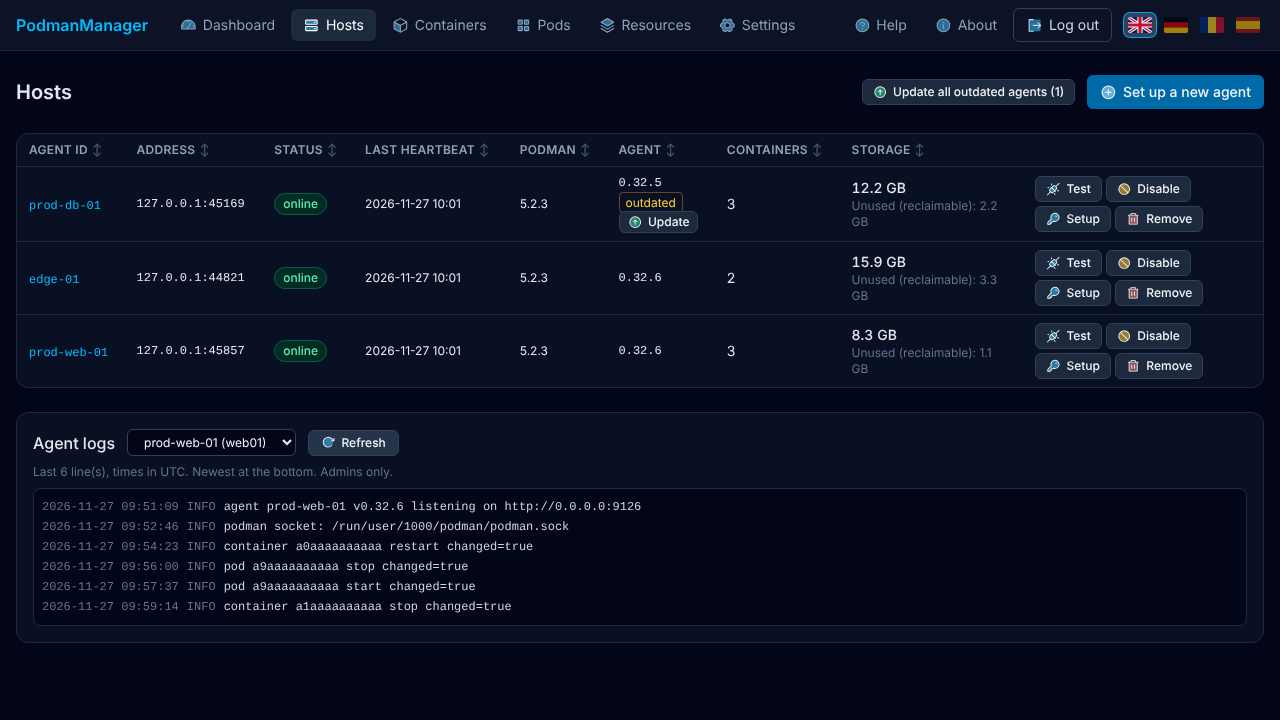 PodmanManager Dashboard Hosts Containers Pods Resources Settings Help About Log out
Hosts Update all outdated agents (1) Set up a new agent
AGENT ID ADDRESS STATUS LAST HEARTBEAT PODMAN AGENT CONTAINERS STORAGE
prod-db-01 127.0.0.1:45169 online 2026-11-27 10:01 5.2.3 0.32.5 outdated Update 3 12.2 GB Unused (reclaimable): 2.2 GB Test Disable Setup Remove
edge-01 127.0.0.1:44821 online 2026-11-27 10:01 5.2.3 0.32.6 2 15.9 GB Unused (reclaimable): 3.3 GB Test Disable Setup Remove
prod-web-01 127.0.0.1:45857 online 2026-11-27 10:01 5.2.3 0.32.6 3 8.3 GB Unused (reclaimable): 1.1 GB Test Disable Setup Remove
Agent logs prod-web-01 (web01) Refresh
Last 6 line(s), times in UTC. Newest at the bottom. Admins only.
2026-11-27 09:51:09 INFO agent prod-web-01 v0.32.6 listening on http://0.0.0.0:9126
2026-11-27 09:52:46 INFO podman socket: /run/user/1000/podman/podman.sock
2026-11-27 09:54:23 INFO container a0aaaaaaaaaa restart changed=true
2026-11-27 09:56:00 INFO pod a9aaaaaaaaaa stop changed=true
2026-11-27 09:57:37 INFO pod a9aaaaaaaaaa start changed=true
2026-11-27 09:59:14 INFO container a1aaaaaaaaaa stop changed=true